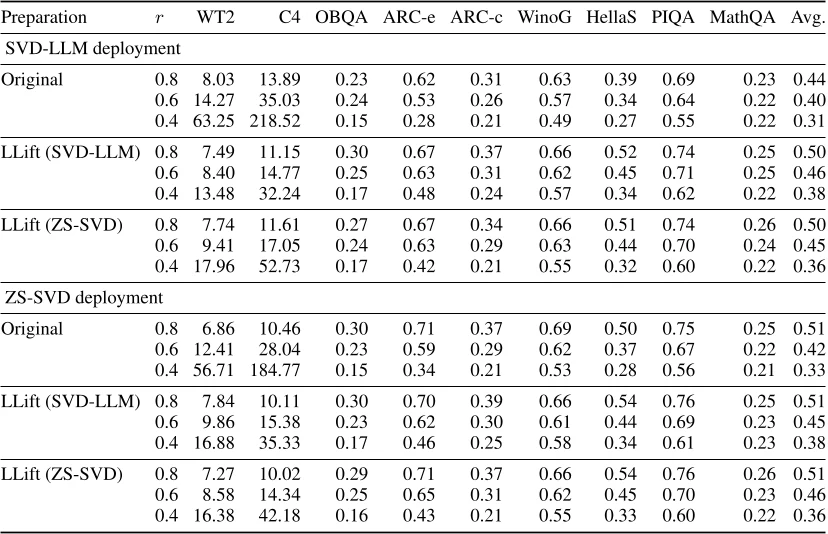 Preparation r WT2 C4 OBQA ARC-e ARC-c WinoG HellaS PIQA MathQA Avg.
SVD-LLM deployment
Original 0.8 8.03 13.89 0.23 0.62 0.31 0.63 0.39 0.69 0.23 0.44
0.6 14.27 35.03 0.24 0.53 0.26 0.57 0.34 0.64 0.22 0.40
0.4 63.25 218.52 0.15 0.28 0.21 0.49 0.27 0.55 0.22 0.31
LLift (SVD-LLM) 0.8 7.49 11.15 0.30 0.67 0.37 0.66 0.52 0.74 0.25 0.50
0.6 8.40 14.77 0.25 0.63 0.31 0.62 0.45 0.71 0.25 0.46
0.4 13.48 32.24 0.17 0.48 0.24 0.57 0.34 0.62 0.22 0.38
LLift (ZS-SVD) 0.8 7.74 11.61 0.27 0.67 0.34 0.66 0.51 0.74 0.26 0.50
0.6 9.41 17.05 0.24 0.63 0.29 0.63 0.44 0.70 0.24 0.45
0.4 17.96 52.73 0.17 0.42 0.21 0.55 0.32 0.60 0.22 0.36
ZS-SVD deployment
Original 0.8 6.86 10.46 0.30 0.71 0.37 0.69 0.50 0.75 0.25 0.51
0.6 12.41 28.04 0.23 0.59 0.29 0.62 0.37 0.67 0.22 0.42
0.4 56.71 184.77 0.15 0.34 0.21 0.53 0.28 0.56 0.21 0.33
LLift (SVD-LLM) 0.8 7.84 10.11 0.30 0.70 0.39 0.66 0.54 0.76 0.25 0.51
0.6 9.86 15.38 0.23 0.62 0.30 0.61 0.44 0.69 0.23 0.45
0.4 16.88 35.33 0.17 0.46 0.25 0.58 0.34 0.61 0.23 0.38
LLift (ZS-SVD) 0.8 7.27 10.02 0.29 0.71 0.37 0.66 0.54 0.76 0.26 0.51
0.6 8.58 14.34 0.25 0.65 0.31 0.62 0.45 0.70 0.23 0.46
0.4 16.38 42.18 0.16 0.43 0.21 0.55 0.33 0.60 0.22 0.36